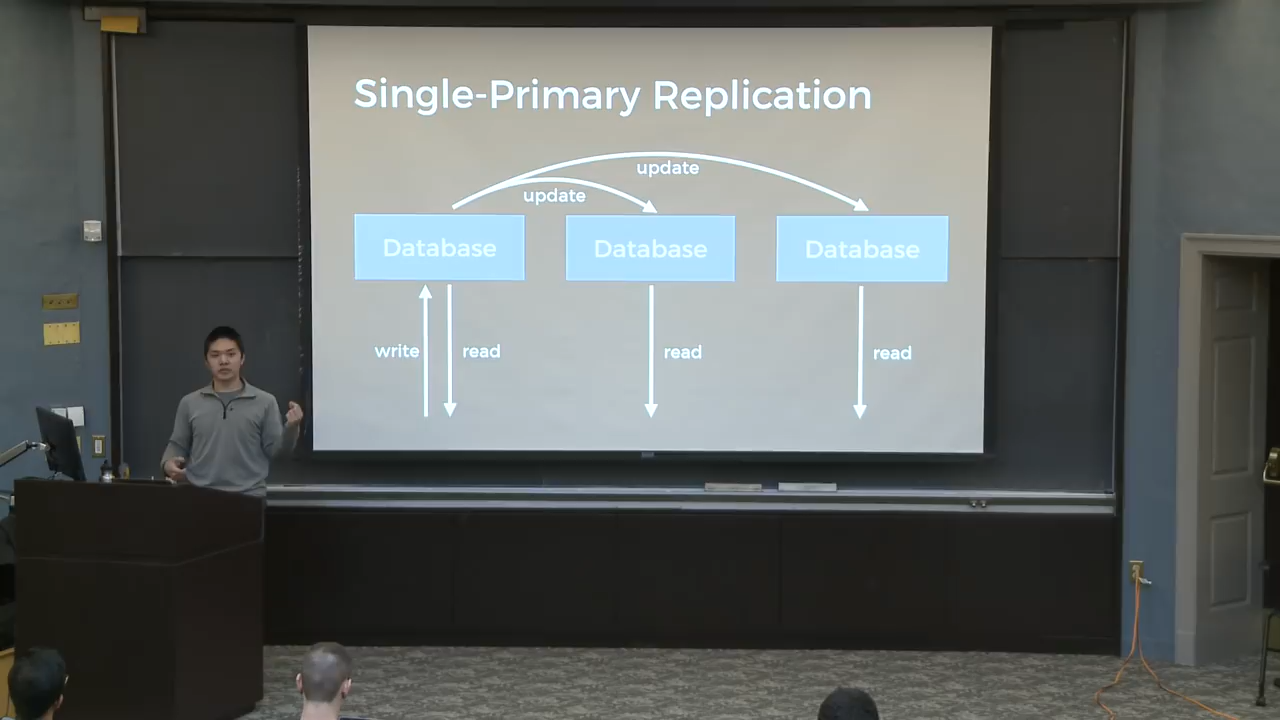 Single-Primary Replication
update
update
Database Database Database
write read read read